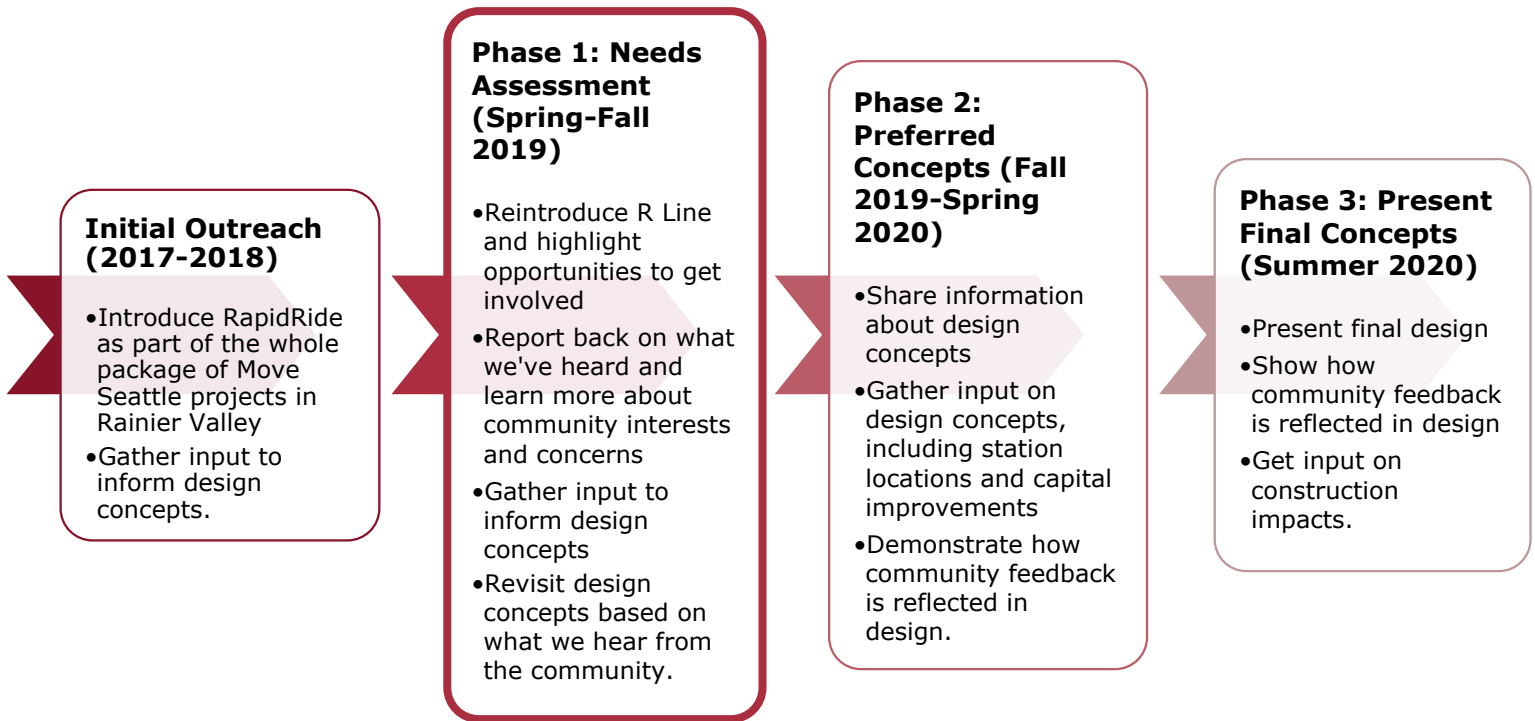 Initial Outreach
(2017-2018)
•Introduce RapidRide
as part of the whole
package of Move
Seattle projects in
Rainier Valley
•Gather input to
inform design
concepts.
Phase 1: Needs
Assessment
(Spring-Fall
2019)
•Reintroduce R Line
and highlight
opportunities to get
involved
•Report back on what
we've heard and
learn more about
community interests
and concerns
•Gather input to
inform design
concepts
•Revisit design
concepts based on
what we hear from
the community.
Phase 2:
Preferred
Concepts (Fall
2019-Spring
2020)
•Share information
about design
concepts
•Gather input on
design concepts,
including station
locations and capital
improvements
•Demonstrate how
community feedback
is reflected in
design.
Phase 3: Present
Final Concepts
(Summer 2020)
•Present final design
•Show how
community feedback
is reflected in design
•Get input on
construction
impacts.